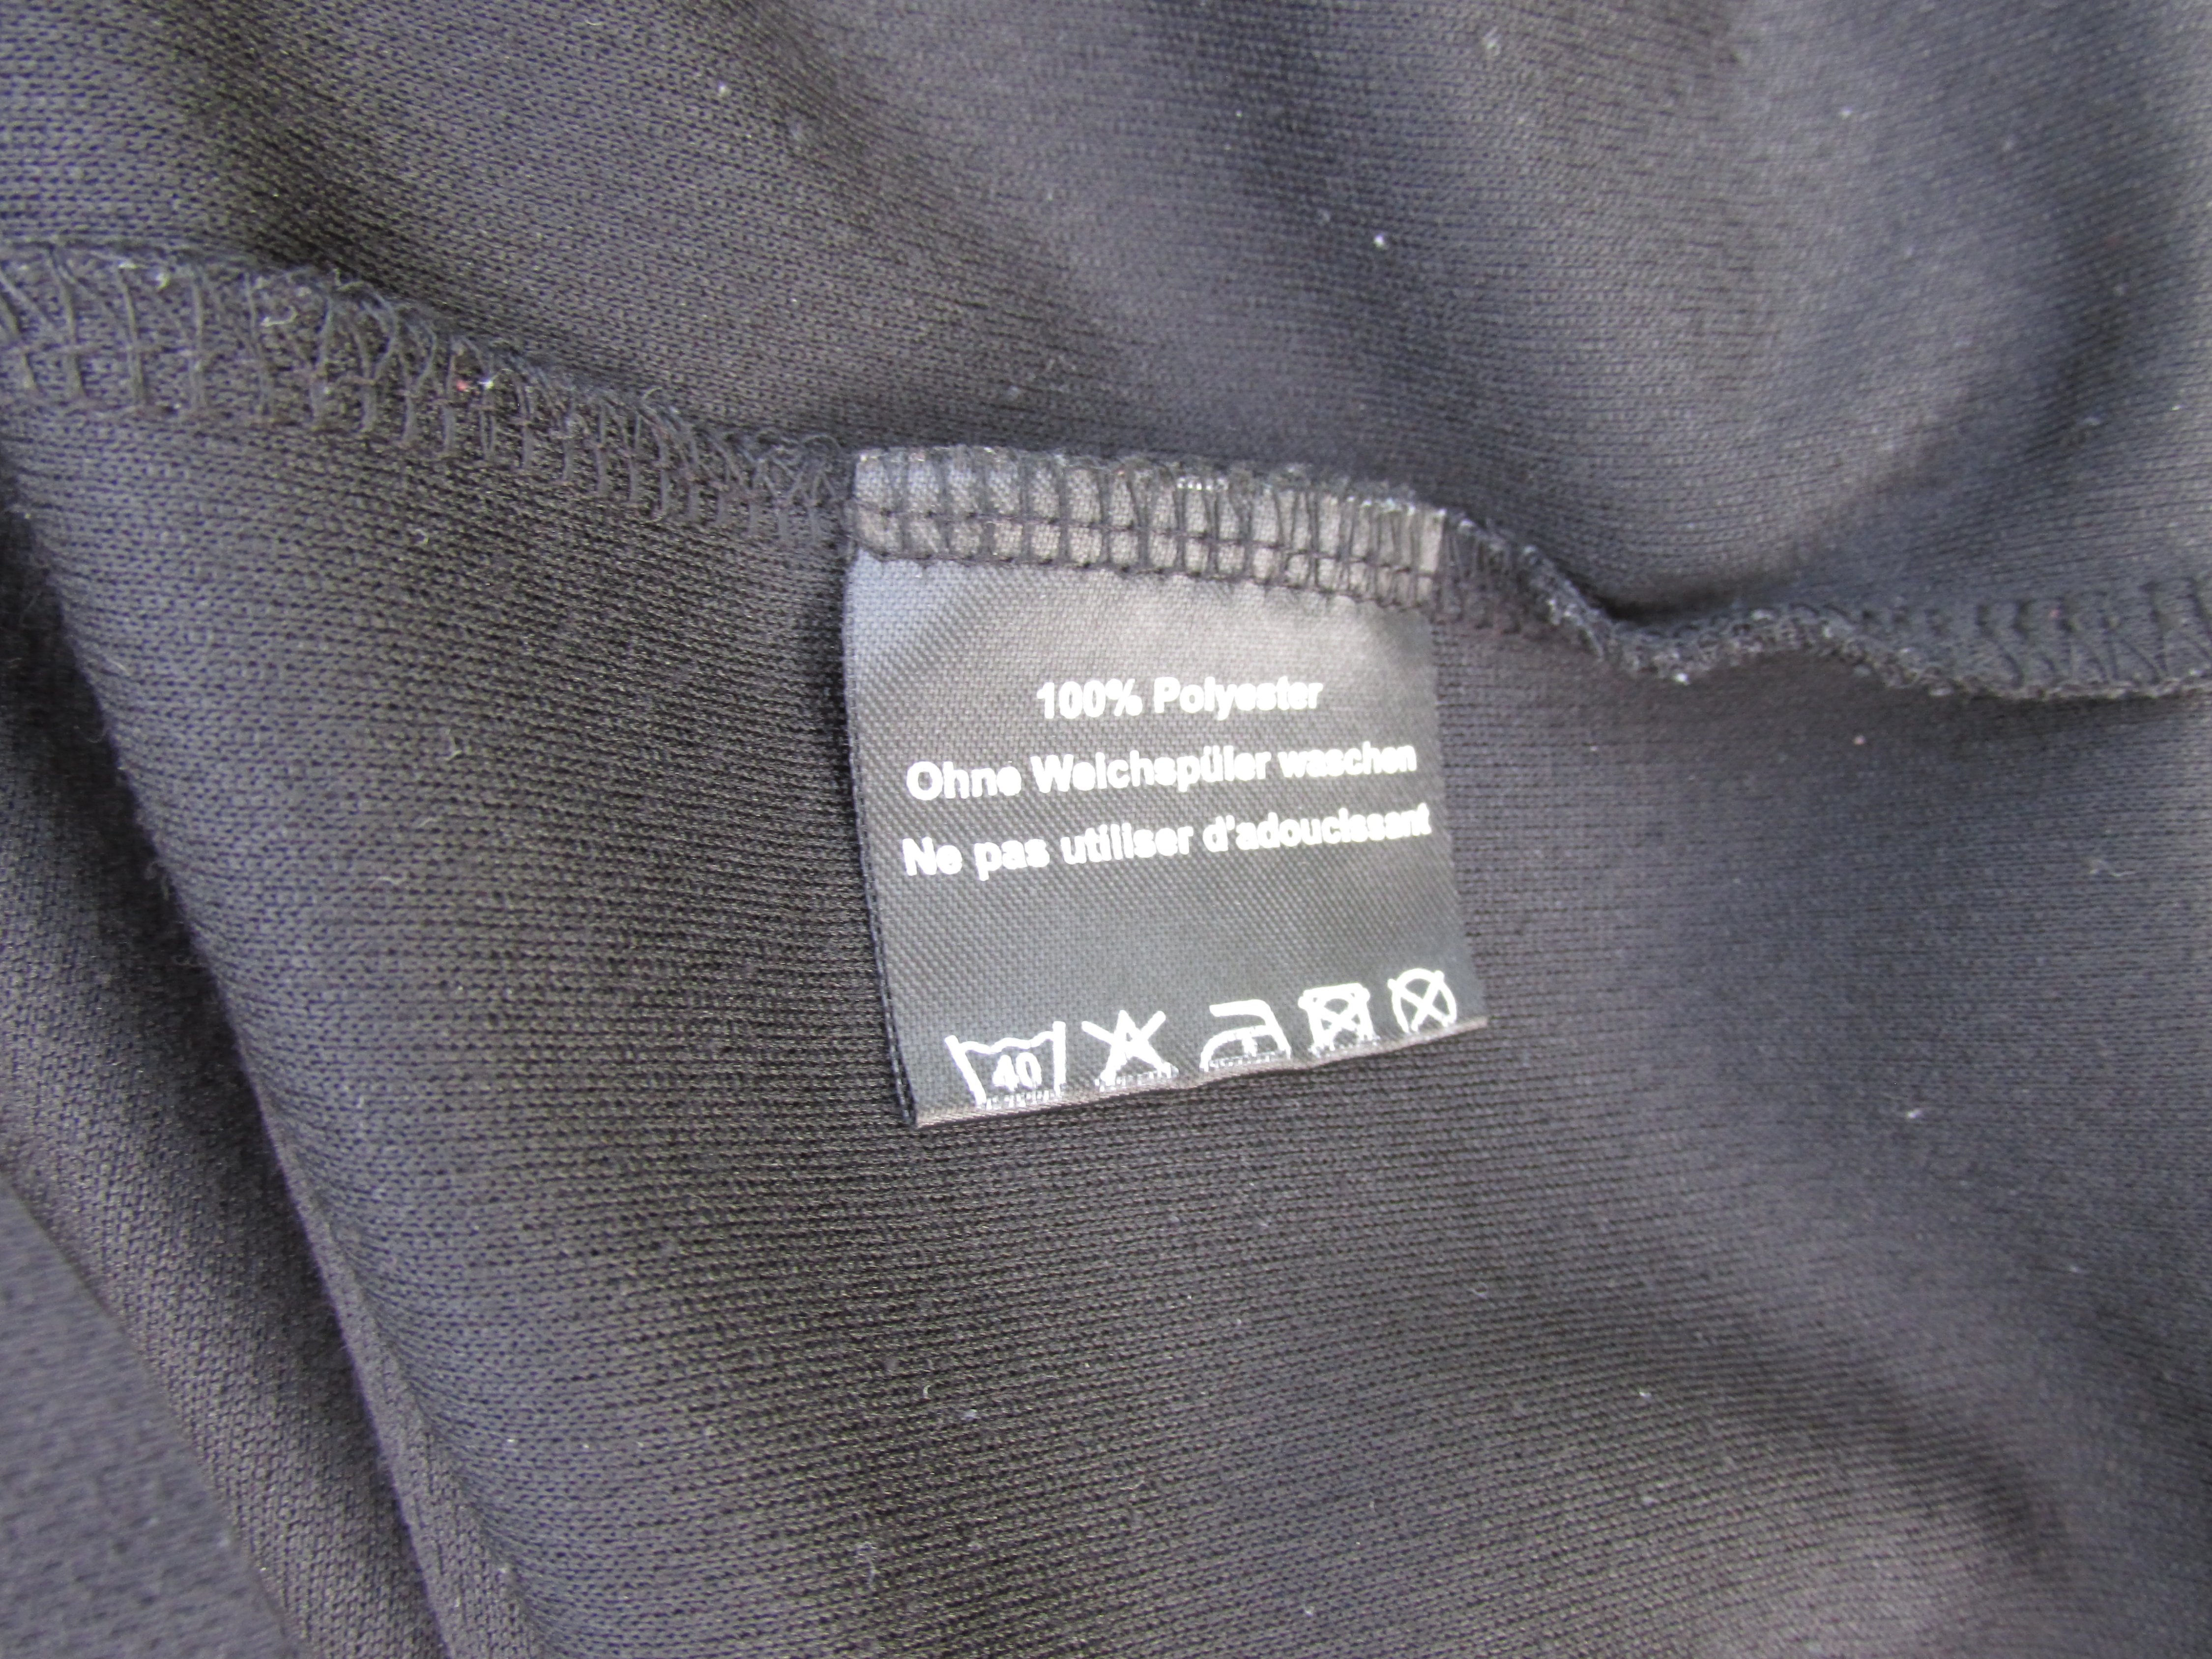 100% Polyester
Ohne Weichspüler waschen
Ne pas utiliser d'adoucissant
40